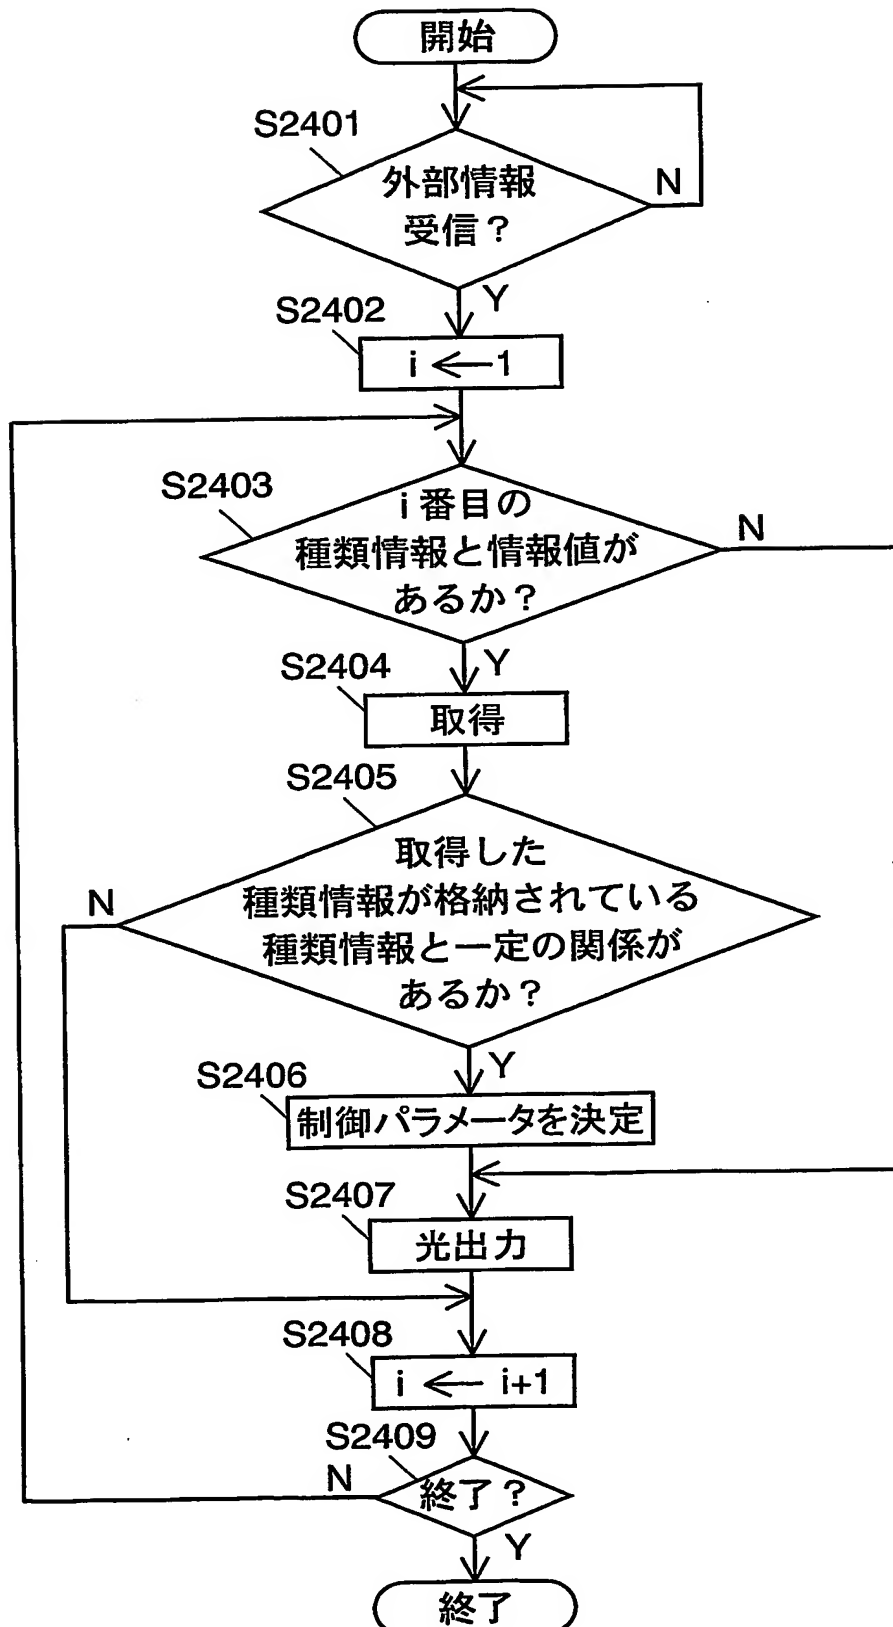 開始
S2401
外部情報
受信？
N
Y
S2402
i ← 1
S2403
i 番目の
種類情報と情報値が
あるか？
N
Y
S2404
取得
S2405
取得した
種類情報が格納されている
種類情報と一定の関係が
あるか？
N
Y
S2406
制御パラメータを決定
S2407
光出力
S2408
i ← i+1
S2409
終了？
N
Y
終了